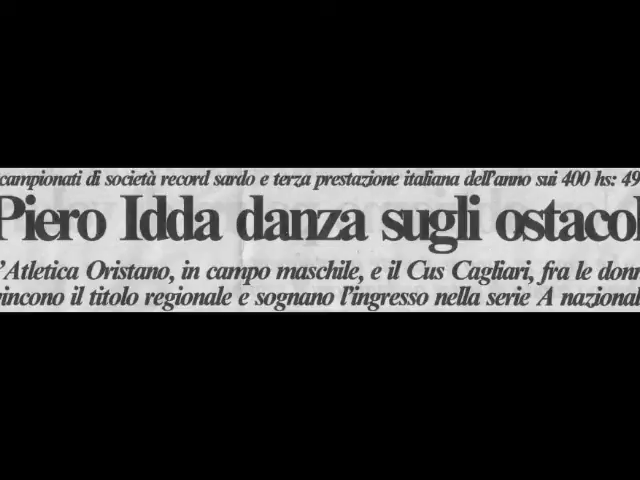 campionati di società record sardo e terza prestazione italiana dell'anno sui 400 hs: 49
Piero Idda danza sugli ostacol
'Atletica Oristano, in campo maschile, e il Cus Cagliari, fra le donn
vincono il titolo regionale e sognano l'ingresso nella serie A nazional